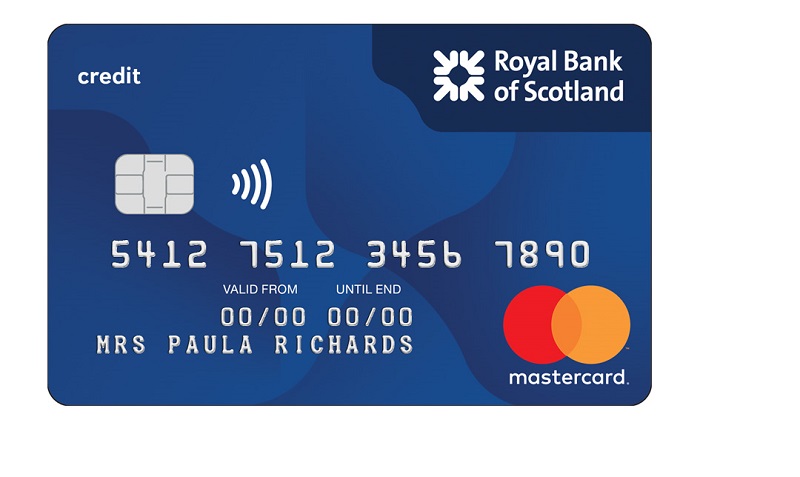 credit
Royal Bank
of Scotland
5412 7512 3456 7890
VALID FROM UNTIL END
00/00 00/00
MRS PAULA RICHARDS
mastercard.